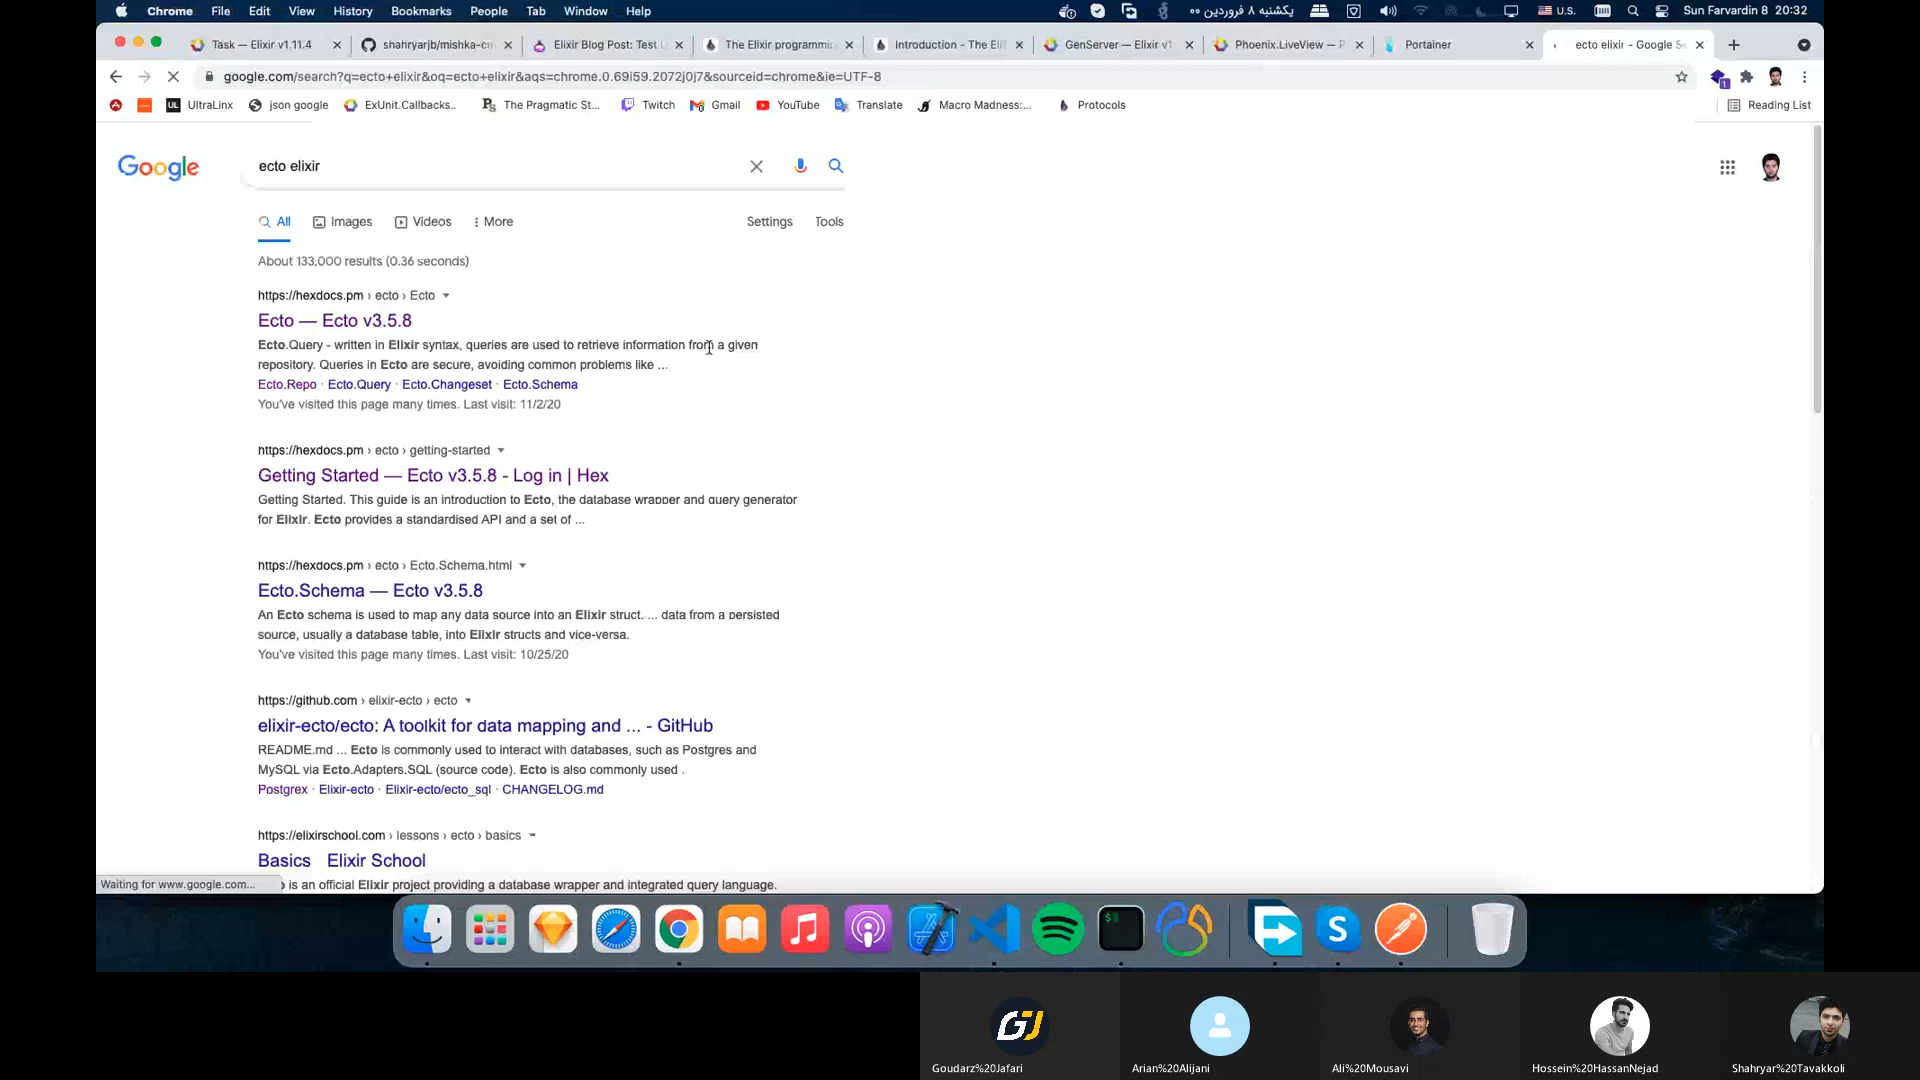 Chrome File Edit View History Bookmarks People Tab Window Help یکشنبه ۸ فروردین ۰۰ U.S. Sun Farvardin 8 20:32
Task — Elixir v1.11.4 shahryarjb/mishka-c Elixir Blog Post: Test The Elixir programmin Introduction - The Eli GenServer — Elixir v1 Phoenix.LiveView — P Portainer ecto elixir - Google S
google.com/search?q=ecto+elixir&oq=ecto+elixir&aqs=chrome.0.69i59.2072j0j7&sourceid=chrome&ie=UTF-8
UL UltraLinx json google ExUnit.Callbacks... The Pragmatic St... Twitch Gmail YouTube Translate Macro Madness:... Protocols Reading List
Google ecto elixir
All Images Videos More Settings Tools
About 133,000 results (0.36 seconds)
https://hexdocs.pm › ecto › Ecto
Ecto — Ecto v3.5.8
Ecto.Query - written in Elixir syntax, queries are used to retrieve information from a given
repository. Queries in Ecto are secure, avoiding common problems like ...
Ecto.Repo · Ecto.Query · Ecto.Changeset · Ecto.Schema
You've visited this page many times. Last visit: 11/2/20
https://hexdocs.pm › ecto › getting-started
Getting Started — Ecto v3.5.8 - Log in | Hex
Getting Started. This guide is an introduction to Ecto, the database wrapper and query generator
for Elixir. Ecto provides a standardised API and a set of ...
https://hexdocs.pm › ecto › Ecto.Schema.html
Ecto.Schema — Ecto v3.5.8
An Ecto schema is used to map any data source into an Elixir struct. ... data from a persisted
source, usually a database table, into Elixir structs and vice-versa.
You've visited this page many times. Last visit: 10/25/20
https://github.com › elixir-ecto › ecto
elixir-ecto/ecto: A toolkit for data mapping and ... - GitHub
README.md ... Ecto is commonly used to interact with databases, such as Postgres and
MySQL via Ecto.Adapters.SQL (source code). Ecto is also commonly used .
Postgrex · Elixir-ecto · Elixir-ecto/ecto_sql · CHANGELOG.md
https://elixirschool.com › lessons › ecto › basics
Basics Elixir School
is an official Elixir project providing a database wrapper and integrated query language.
Waiting for www.google.com...
Goudarz%20Jafari Arian%20Alijani Ali%20Mousavi Hossein%20HassanNejad Shahryar%20Tavakkoli